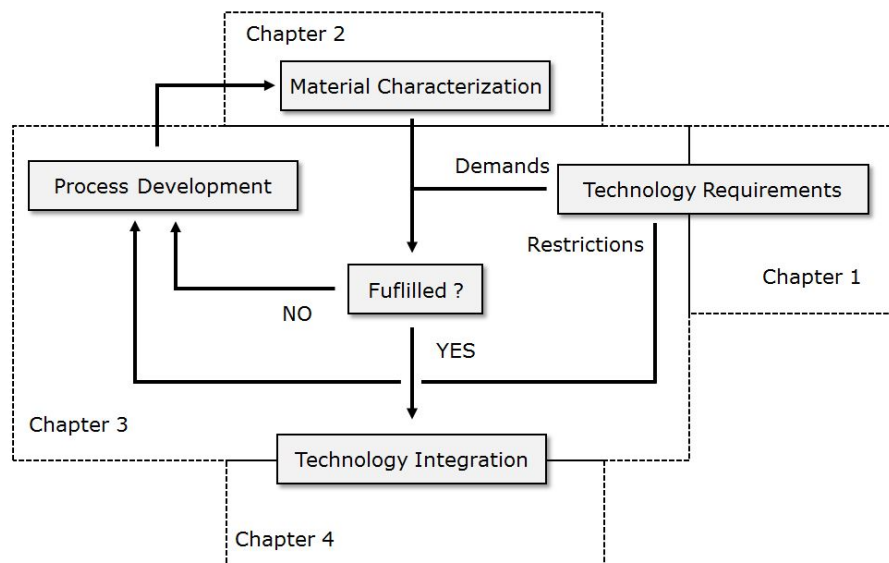 Chapter 2
Material Characterization
Demands
Process Development
Technology Requirements
Restrictions
Chapter 1
Fuflilled ?
NO
YES
Chapter 3
Technology Integration
Chapter 4